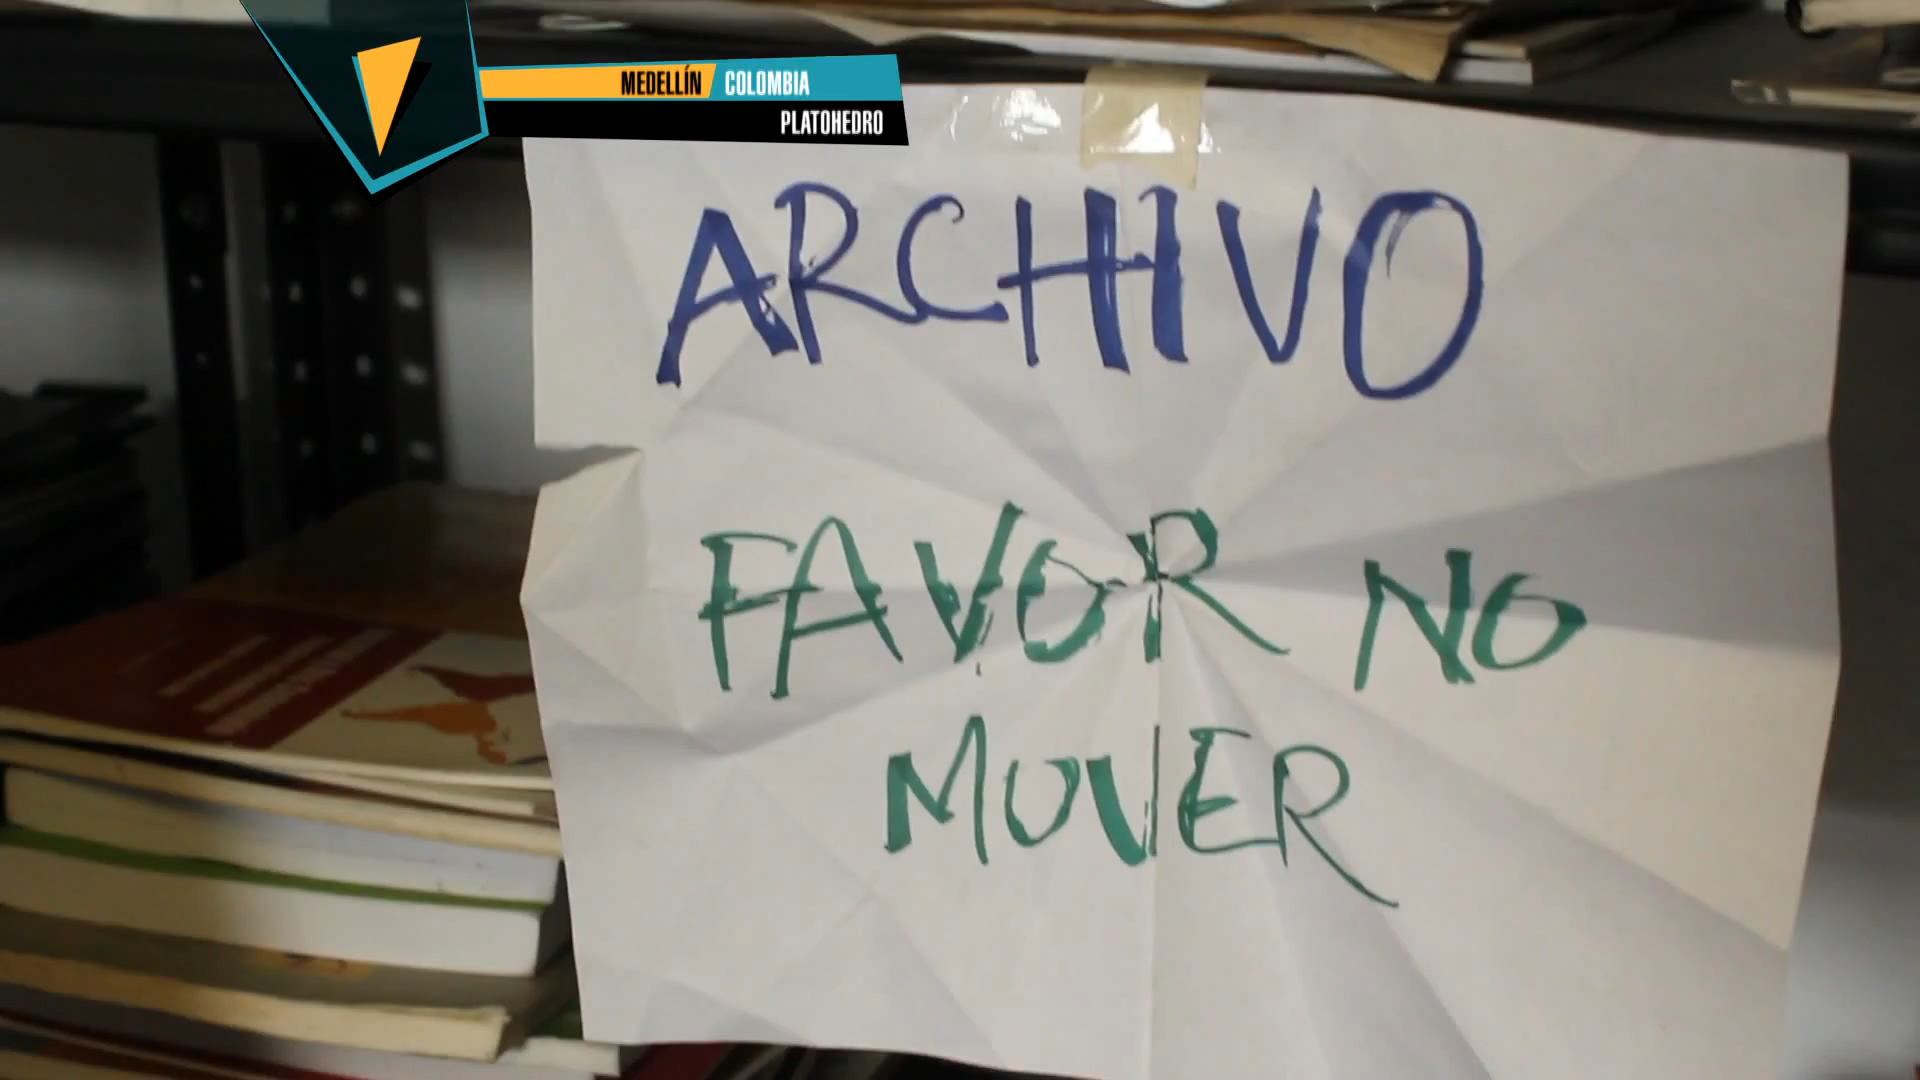 MEDELLÍN COLOMBIA
PLATOHEDRO
ARCHIVO
FAVOR NO
MOVER